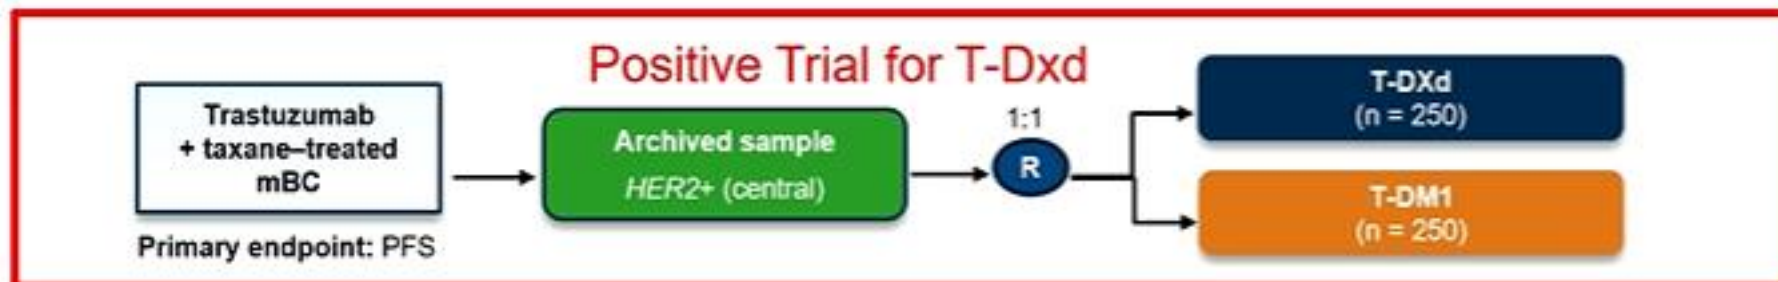 Positive Trial for T-Dxd
Trastuzumab
+ taxane–treated
mBC
Primary endpoint: PFS
Archived sample
HER2+ (central)
1:1
R
T-DXd
(n = 250)
T-DM1
(n = 250)